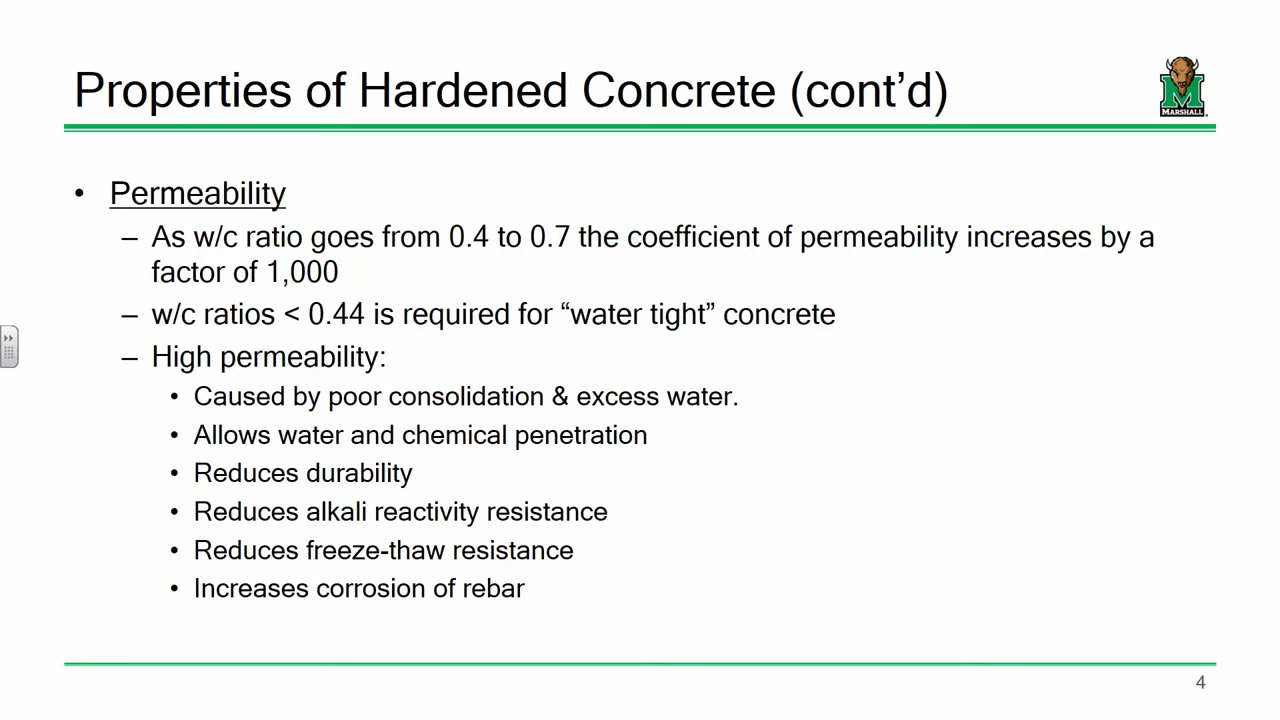 Properties of Hardened Concrete (cont’d)
MARSHALL
• Permeability
– As w/c ratio goes from 0.4 to 0.7 the coefficient of permeability increases by a
factor of 1,000
– w/c ratios < 0.44 is required for “water tight” concrete
– High permeability:
• Caused by poor consolidation & excess water.
• Allows water and chemical penetration
• Reduces durability
• Reduces alkali reactivity resistance
• Reduces freeze-thaw resistance
• Increases corrosion of rebar
4